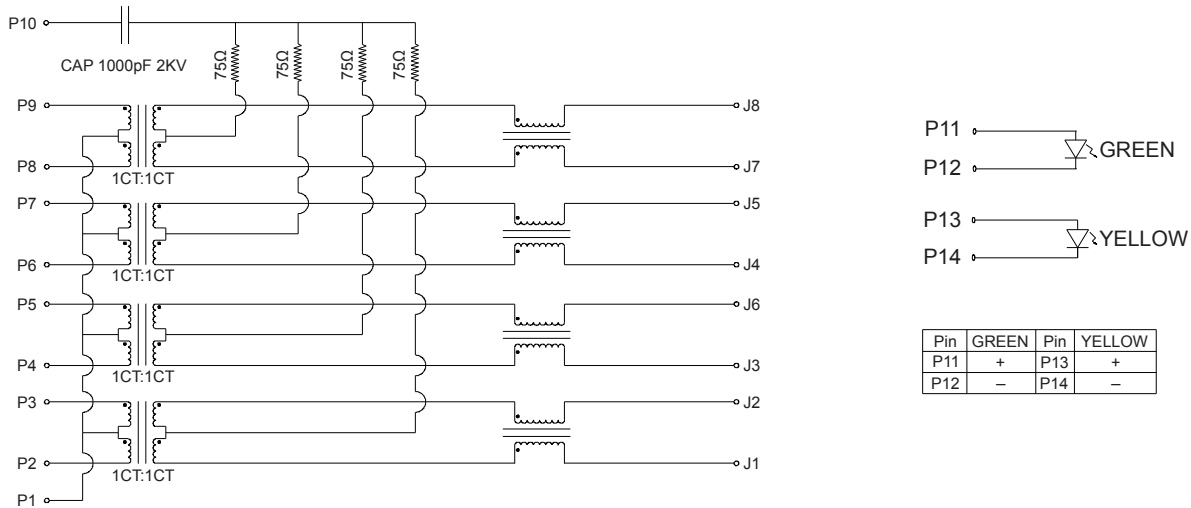 P10
CAP 1000pF 2KV
75Ω 75Ω 75Ω 75Ω
P9 J8
P8 J7
1CT:1CT
P7 J5
P6 J4
1CT:1CT
P5 J6
P4 J3
1CT:1CT
P3 J2
P2 J1
1CT:1CT
P1
P11
GREEN
P12
P13
YELLOW
P14
Pin GREEN Pin YELLOW
P11 + P13 +
P12 – P14 –